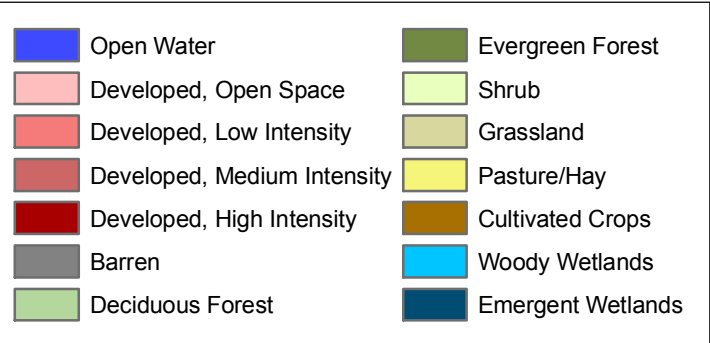 Open Water
Developed, Open Space
Developed, Low Intensity
Developed, Medium Intensity
Developed, High Intensity
Barren
Deciduous Forest
Evergreen Forest
Shrub
Grassland
Pasture/Hay
Cultivated Crops
Woody Wetlands
Emergent Wetlands